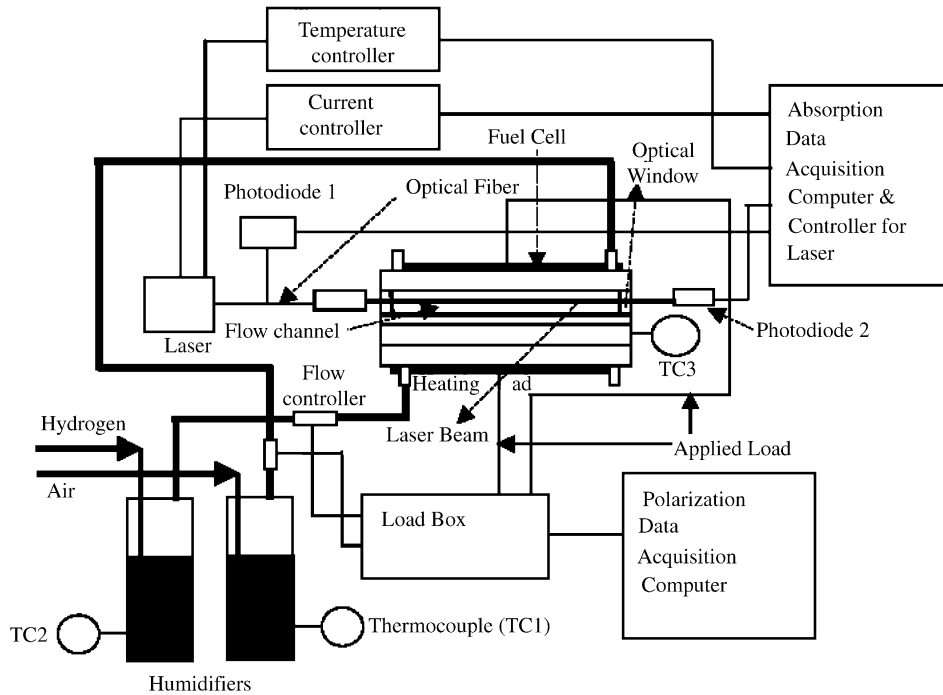 Temperature
controller
Current
controller
Absorption
Data
Acquisition
Computer &
Controller for
Laser
Fuel Cell
Optical
Window
Photodiode 1
Optical Fiber
Laser
Flow channel
Photodiode 2
TC3
Flow
controller
Heating ad
Laser Beam
Applied Load
Hydrogen
Air
Load Box
Polarization
Data
Acquisition
Computer
TC2
Thermocouple (TC1)
Humidifiers